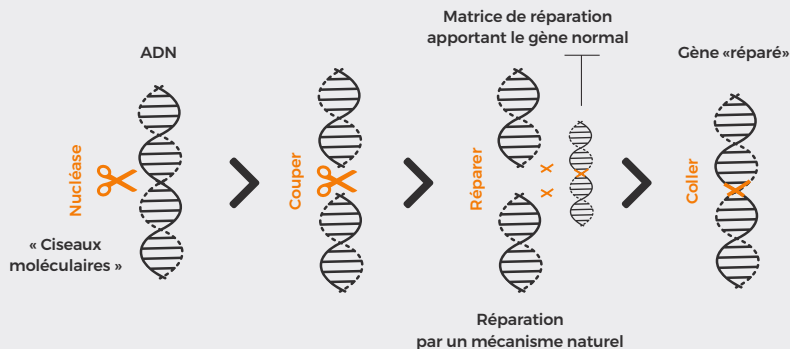 ADN
Nucléase
« Ciseaux
moléculaires »
Couper
Matrice de réparation
apportant le gène normal
Réparer
Réparation
par un mécanisme naturel
Gène «réparé»
Coller